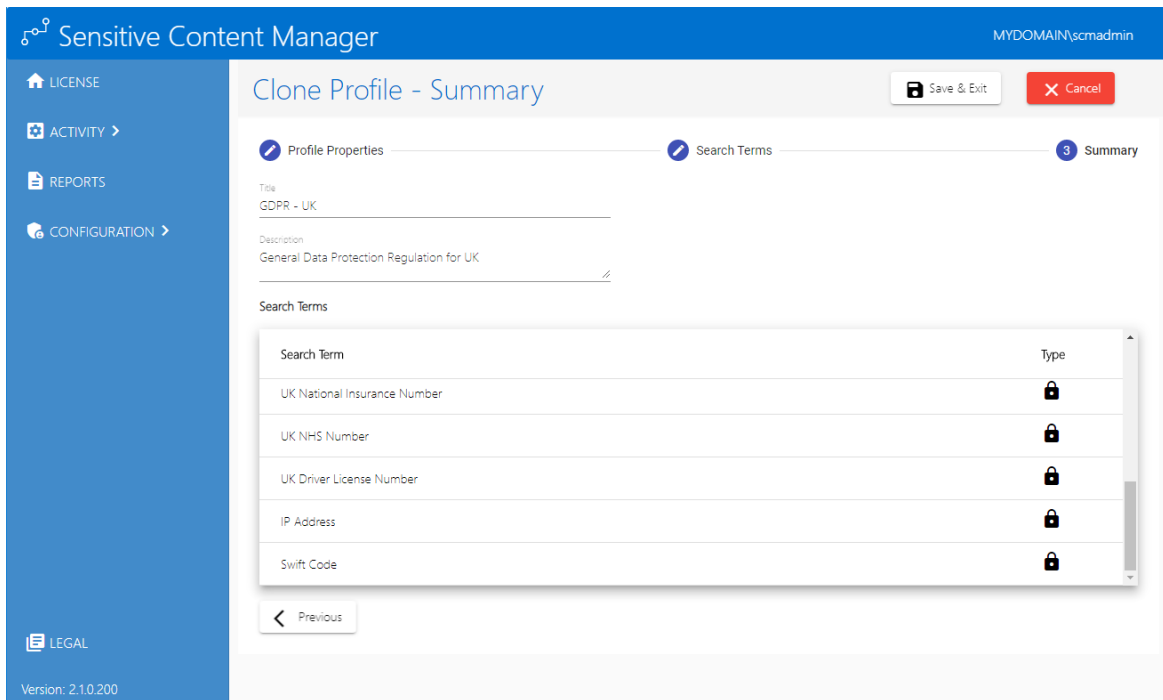 Sensitive Content Manager
MYDOMAIN\scmadmin
LICENSE
ACTIVITY
REPORTS
CONFIGURATION
LEGAL
Version: 2.1.0.200
Clone Profile - Summary
Save & Exit
Cancel
Profile Properties
Search Terms
3 Summary
Title
GDPR - UK
Description
General Data Protection Regulation for UK
Search Terms
Search Term Type
UK National Insurance Number
UK NHS Number
UK Driver License Number
IP Address
Swift Code
Previous